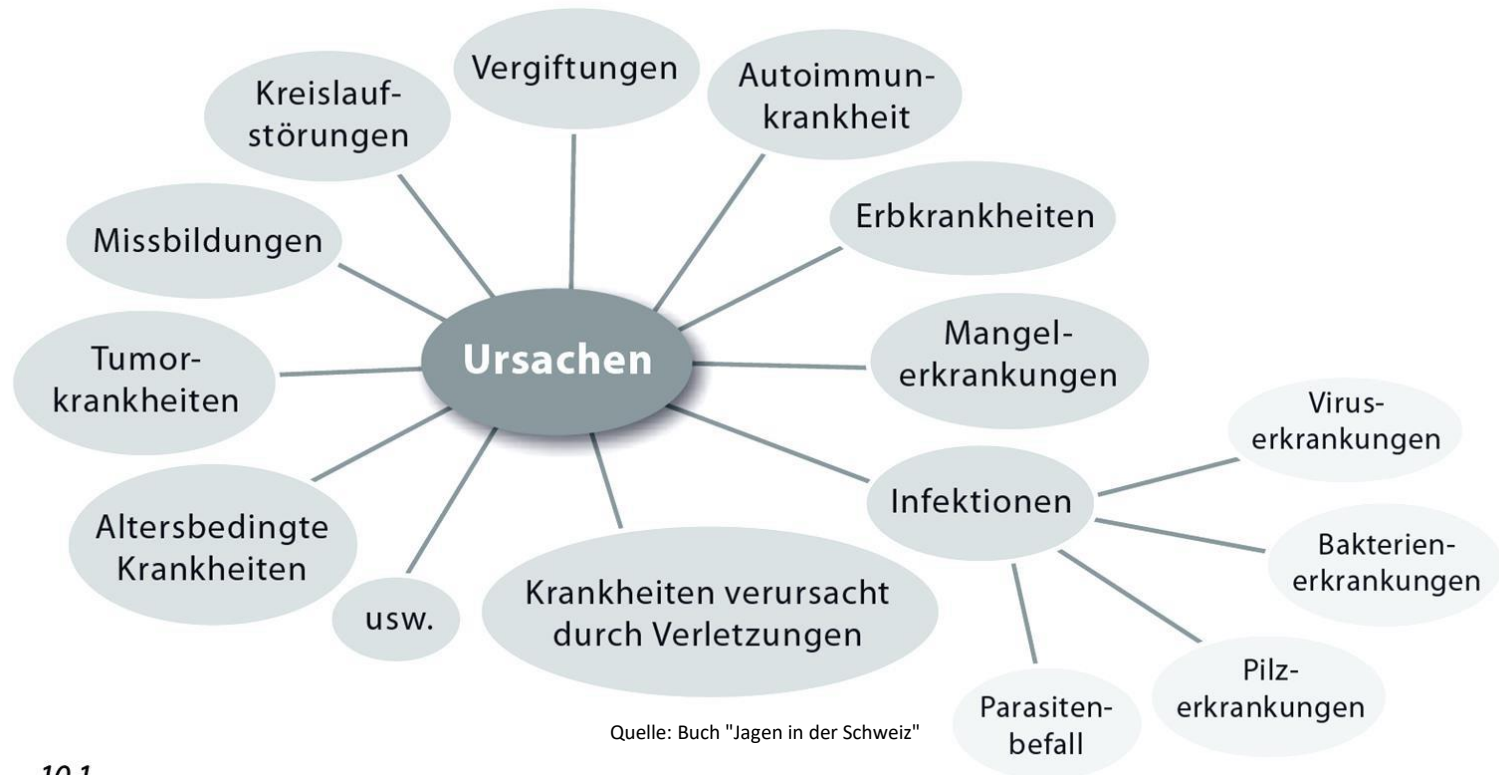 Vergiftungen
Autoimmun-
krankheit
Kreislauf-
störungen
Erbkrankheiten
Missbildungen
Mangel-
erkrankungen
Ursachen
Tumor-
krankheiten
Virus-
erkrankungen
Infektionen
Altersbedingte
Krankheiten
Bakterien-
erkrankungen
usw.
Krankheiten verursacht
durch Verletzungen
Pilz-
erkrankungen
Parasiten-
befall
Quelle: Buch "Jagen in der Schweiz"
10.1